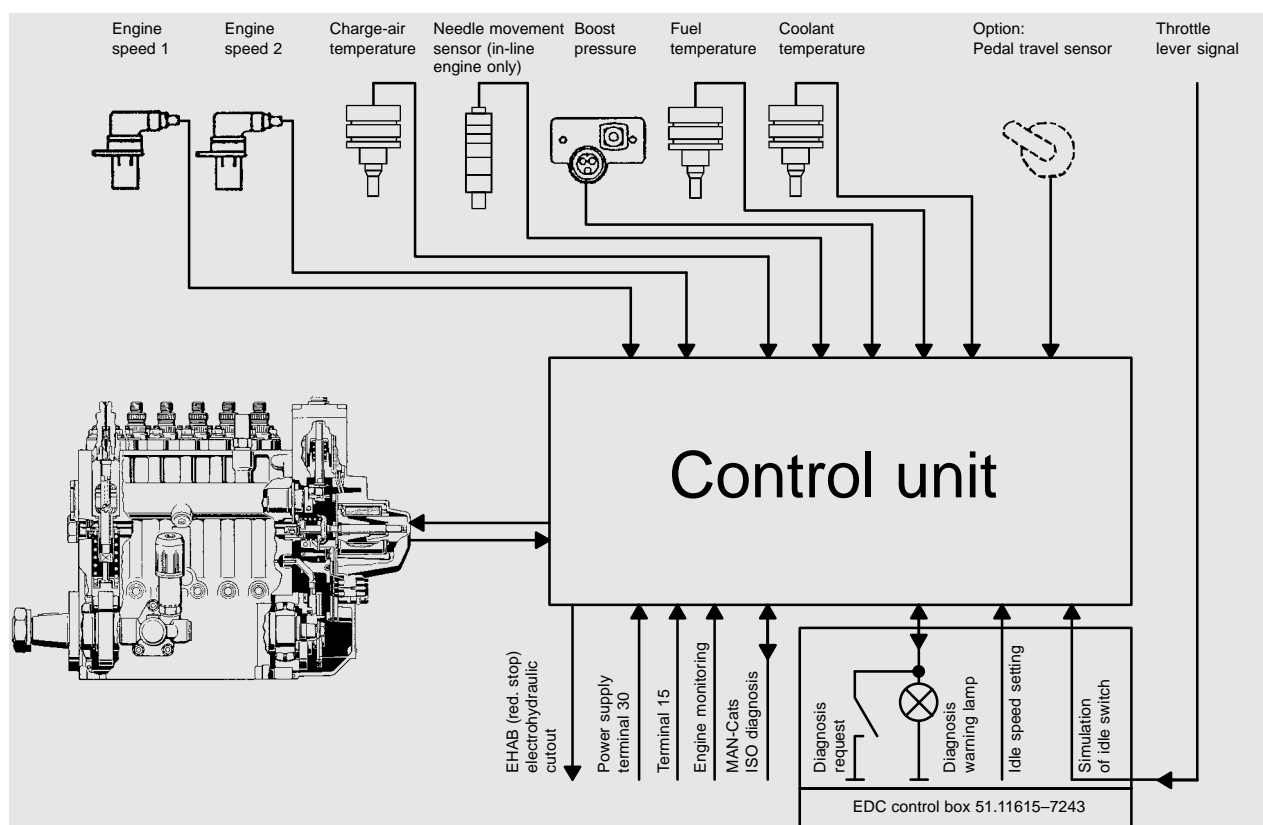 Engine
speed 1
Engine
speed 2
Charge-air
temperature
Needle movement
sensor (in-line
engine only)
Boost
pressure
Fuel
temperature
Coolant
temperature
Option:
Pedal travel sensor
Throttle
lever signal
Control unit
EHAB (red. stop)
electrohydraulic
cutout
Power supply
terminal 30
Terminal 15
Engine monitoring
MAN-Cats
ISO diagnosis
Diagnosis
request
Diagnosis
warning lamp
Idle speed setting
Simulation
of idle switch
EDC control box 51.11615–7243